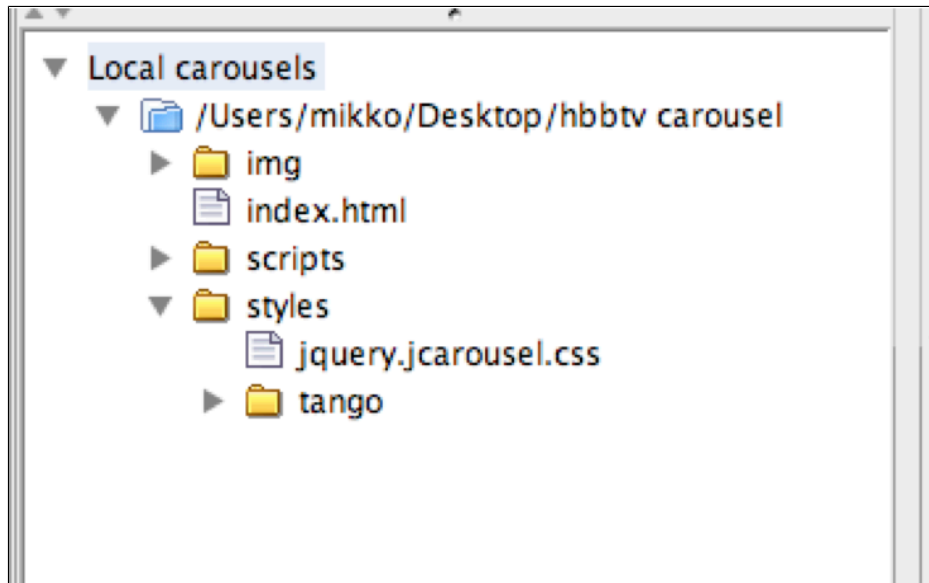 Local carousels
/Users/mikko/Desktop/hbbtv carousel
img
index.html
scripts
styles
jquery.jcarousel.css
tango